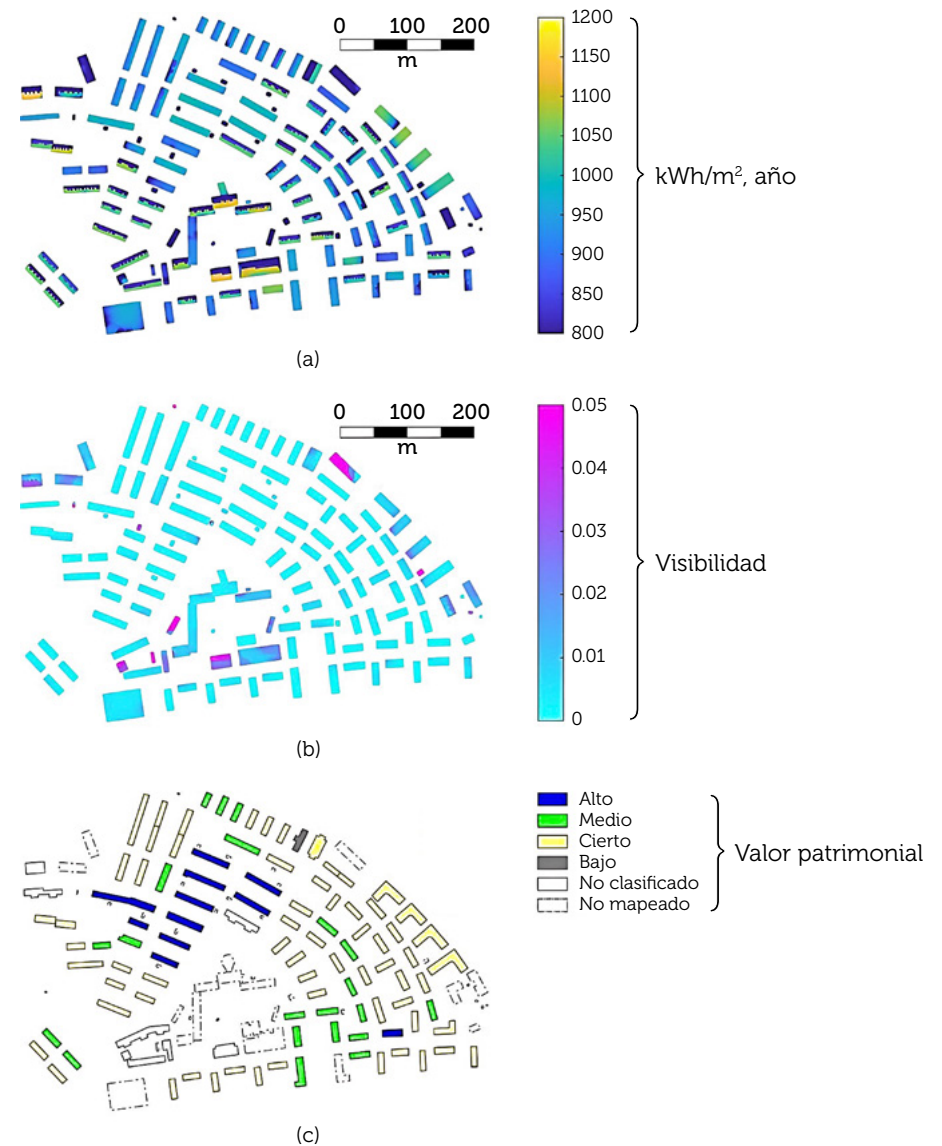 0 100 200
m
1200
1150
1100
1050
1000
950
900
850
800
kWh/m², año
(a)
0 100 200
m
0.05
0.04
0.03
0.02
0.01
0
Visibilidad
(b)
Alto
Medio
Cierto
Bajo
No clasificado
No mapeado
Valor patrimonial
(c)